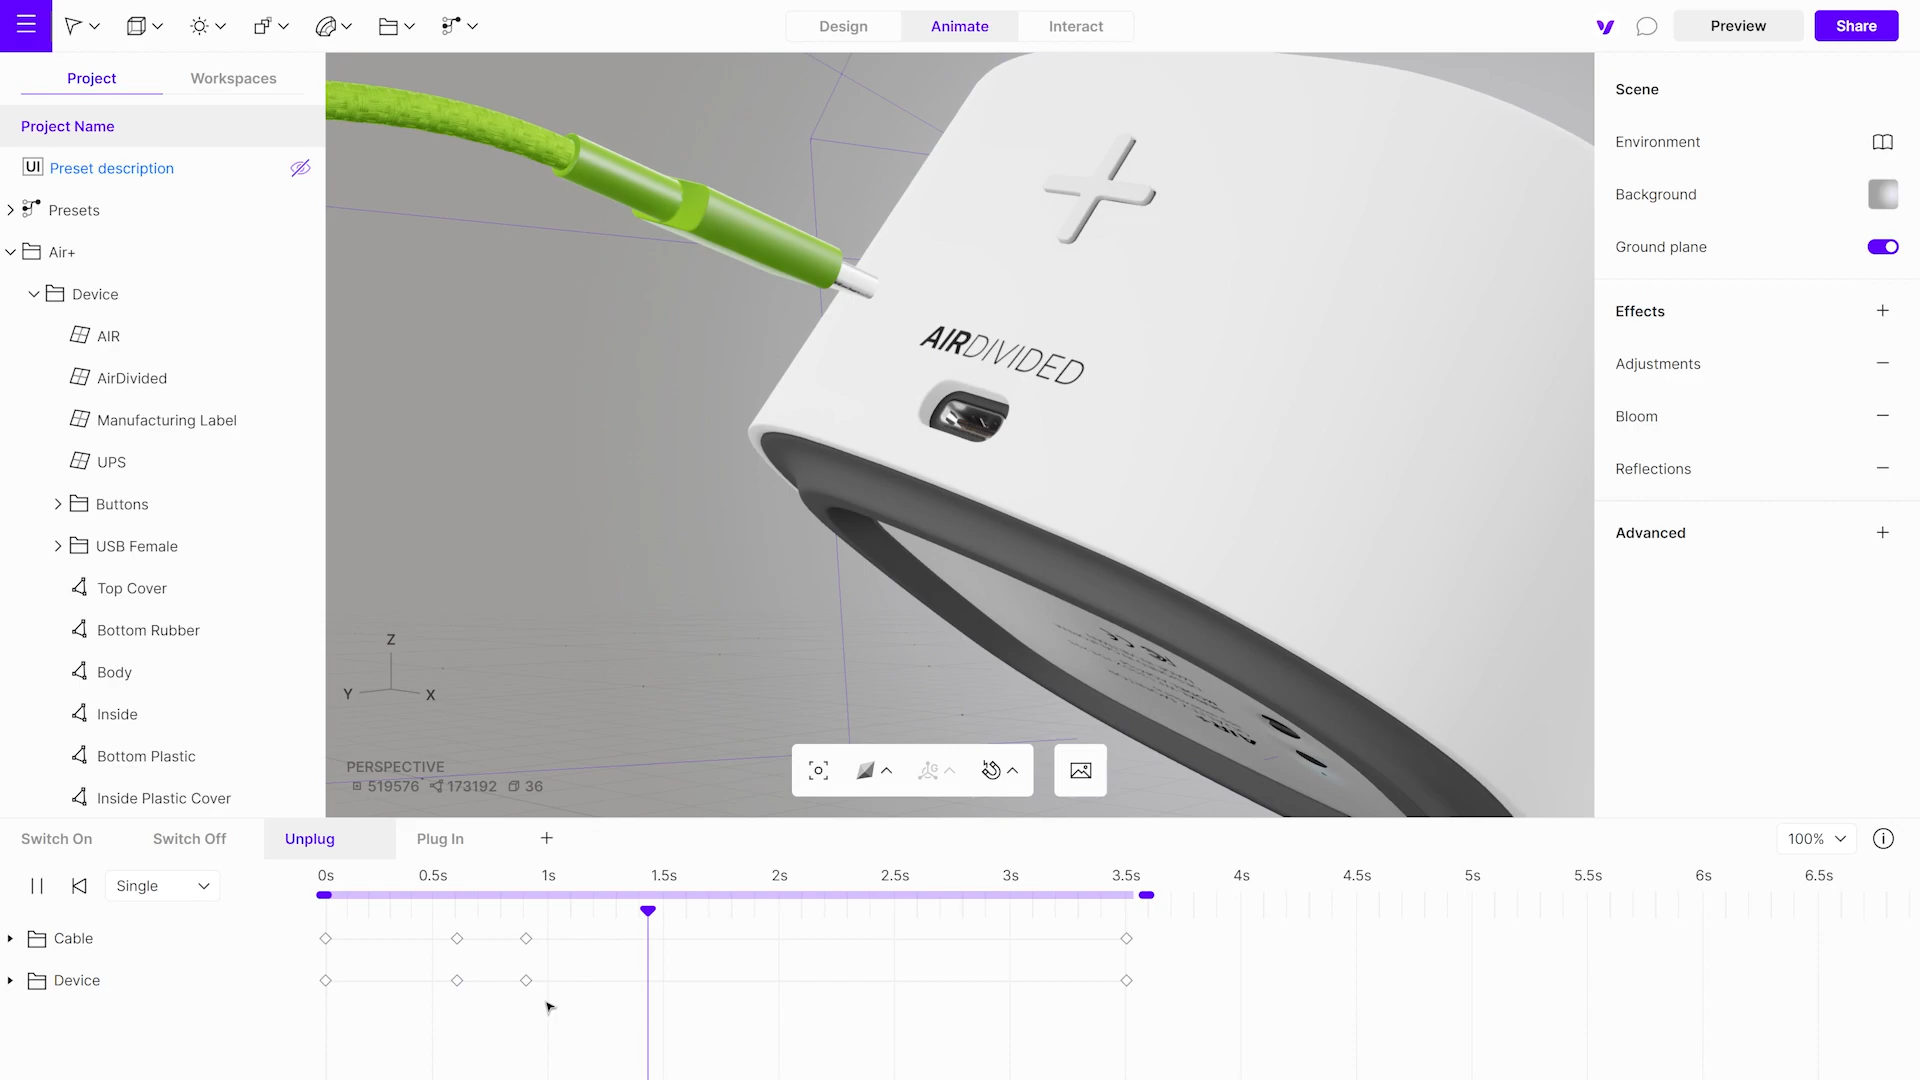 Design
Animate
Interact
Preview
Share
Project
Workspaces
Project Name
UI Preset description
Presets
Air+
Device
AIR
AirDivided
Manufacturing Label
UPS
Buttons
USB Female
Top Cover
Bottom Rubber
Body
Inside
Bottom Plastic
Inside Plastic Cover
AIRDIVIDED
Z
Y
X
PERSPECTIVE
519576 173192 36
Scene
Environment
Background
Ground plane
Effects
Adjustments
Bloom
Reflections
Advanced
Switch On
Switch Off
Unplug
Plug In
100%
Single
0s 0.5s 1s 1.5s 2s 2.5s 3s 3.5s 4s 4.5s 5s 5.5s 6s 6.5s
Cable
Device